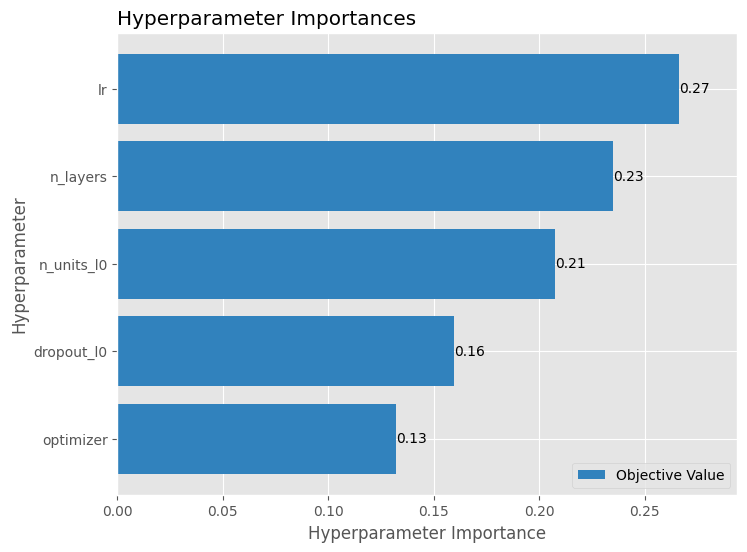 Hyperparameter Importances
lr
0.27
n_layers
0.23
n_units_l0
0.21
dropout_l0
0.16
optimizer
0.13
Hyperparameter
Objective Value
0.00 0.05 0.10 0.15 0.20 0.25
Hyperparameter Importance